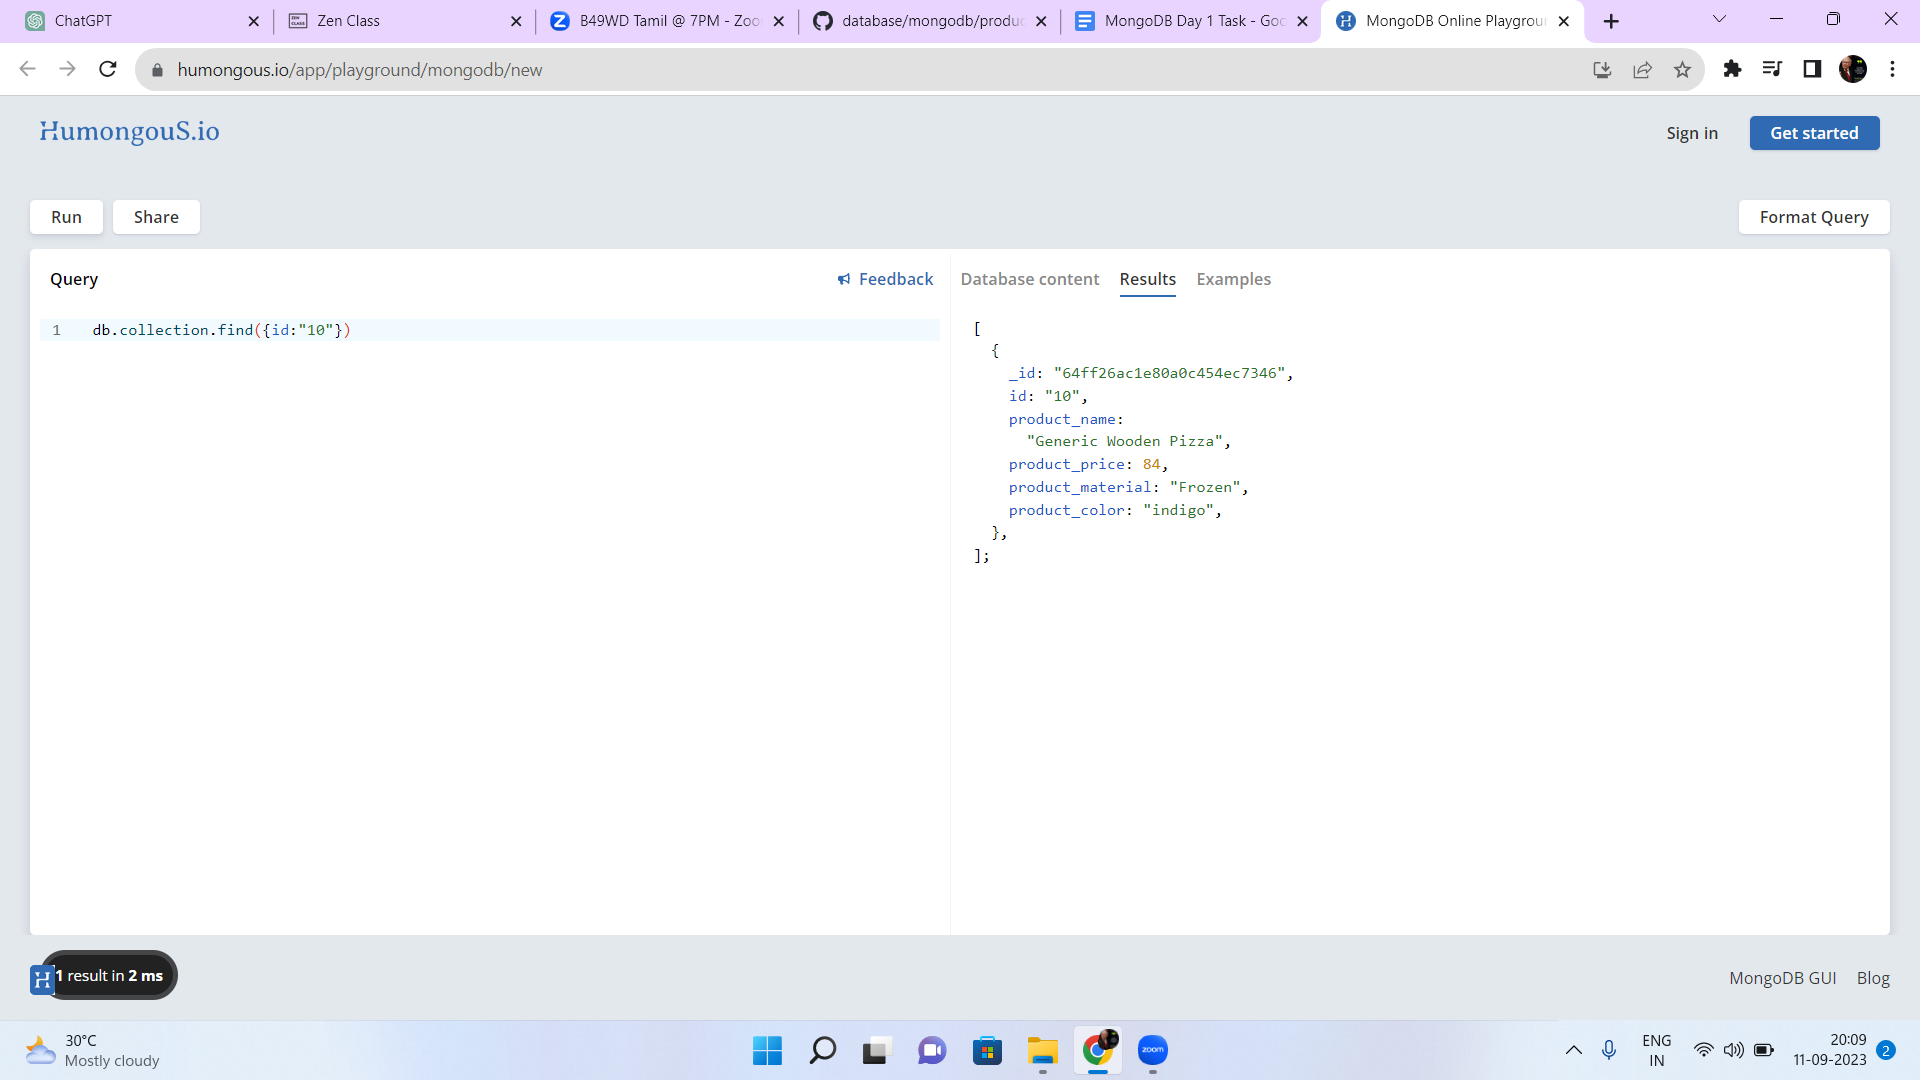 ChatGPT
Zen Class
B49WD Tamil @ 7PM - Zoo
database/mongodb/produc
MongoDB Day 1 Task - Goo
MongoDB Online Playgroun
humongous.io/app/playground/mongodb/new
HumongouS.io
Sign in
Get started
Run
Share
Format Query
Query
Feedback
Database content
Results
Examples
1 db.collection.find({id:"10"})
[
{
_id: "64ff26ac1e80a0c454ec7346",
id: "10",
product_name:
"Generic Wooden Pizza",
product_price: 84,
product_material: "Frozen",
product_color: "indigo",
},
];
H
1 result in 2 ms
MongoDB GUI
Blog
30°C
Mostly cloudy
zoom
ENG
IN
20:09
11-09-2023
2